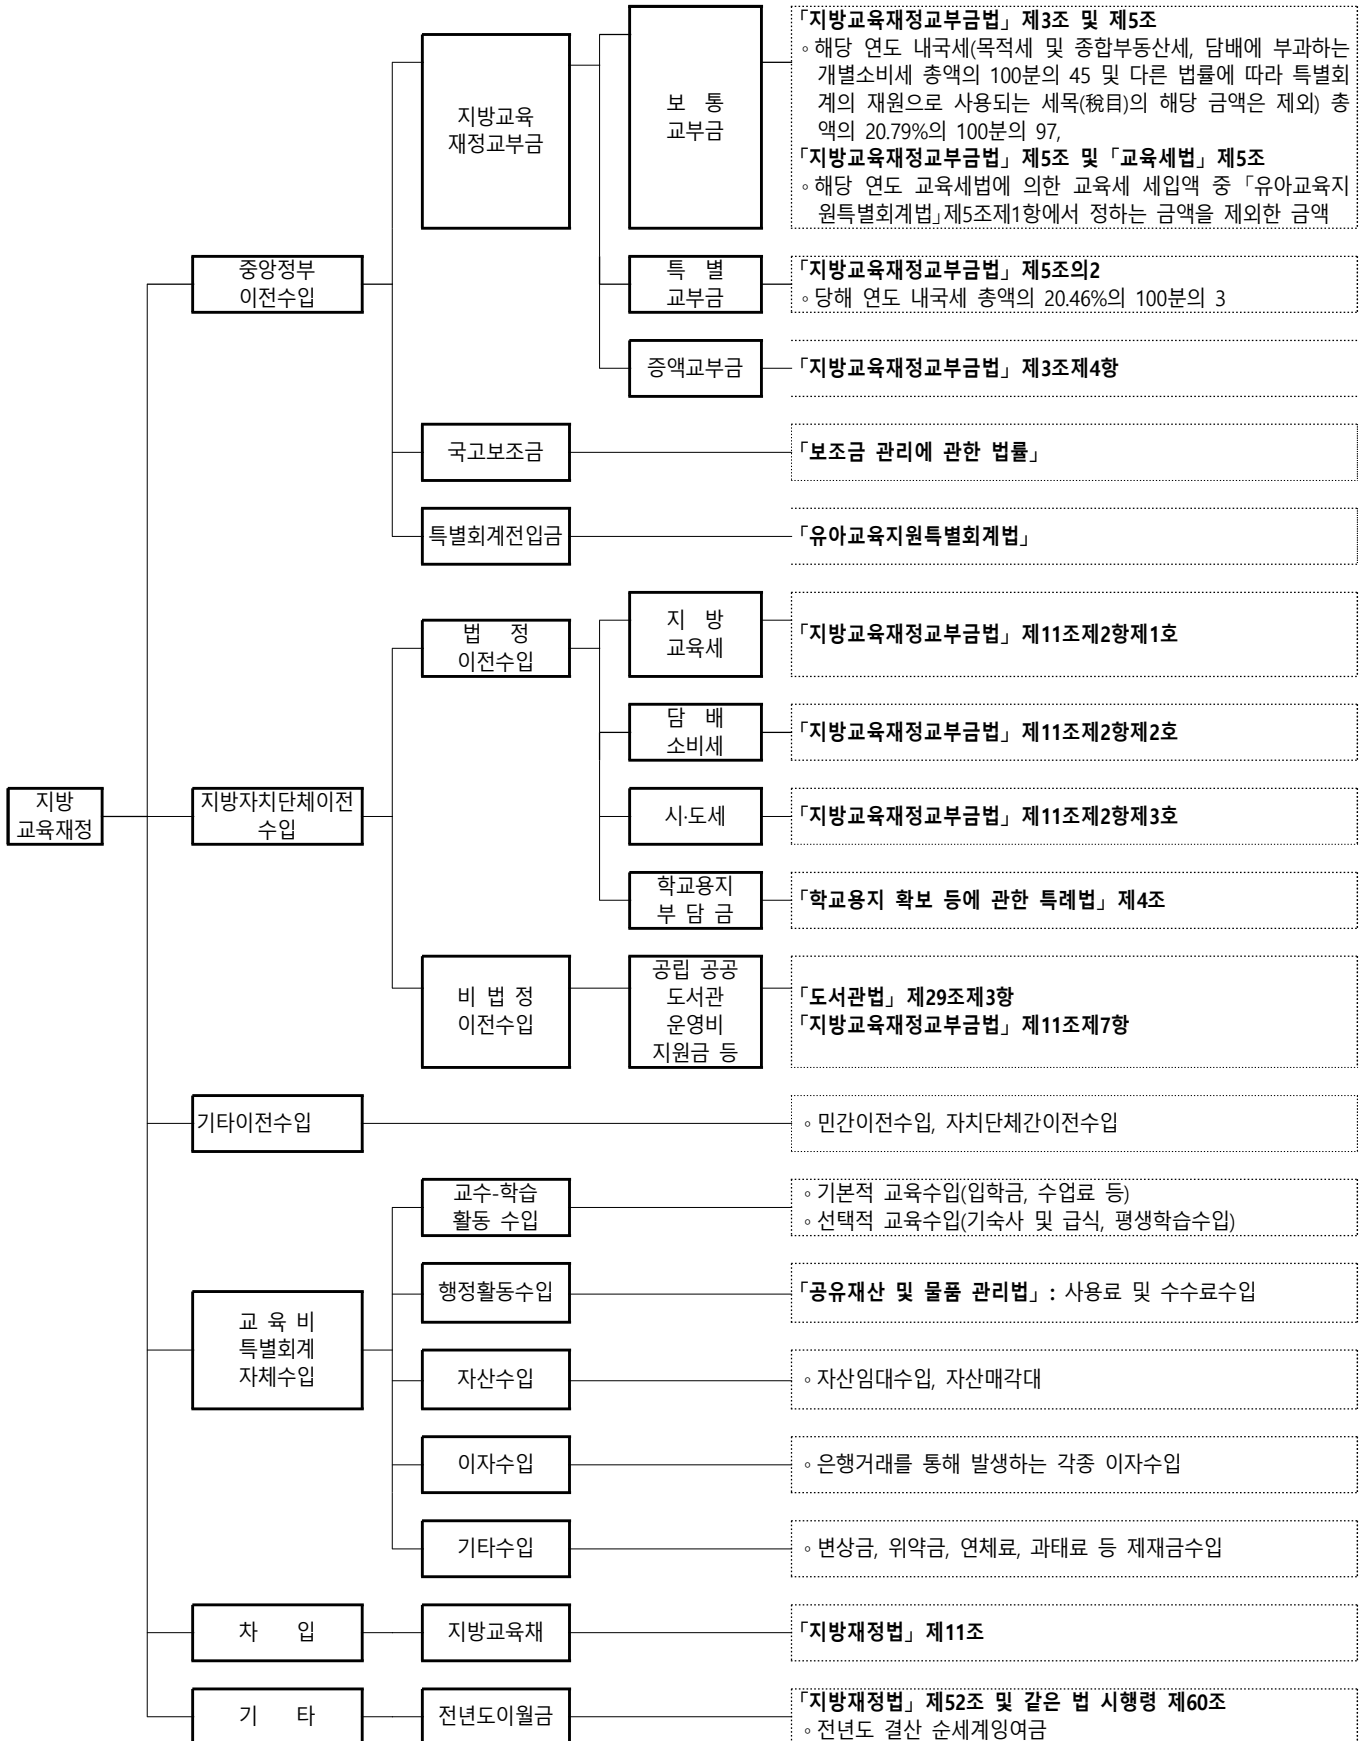 지방
교육재정
중앙정부
이전수입
지방교육
재정교부금
보 통
교부금
「지방교육재정교부금법」 제3조 및 제5조
◦해당 연도 내국세(목적세 및 종합부동산세, 담배에 부과하는
개별소비세 총액의 100분의 45 및 다른 법률에 따라 특별회
계의 재원으로 사용되는 세목(稅目)의 해당 금액은 제외) 총
액의 20.79%의 100분의 97,
「지방교육재정교부금법」 제5조 및 「교육세법」 제5조
◦해당 연도 교육세법에 의한 교육세 세입액 중 「유아교육지
원특별회계법」제5조제1항에서 정하는 금액을 제외한 금액
특 별
교부금
「지방교육재정교부금법」 제5조의2
◦당해 연도 내국세 총액의 20.46%의 100분의 3
증액교부금
「지방교육재정교부금법」 제3조제4항
국고보조금
「보조금 관리에 관한 법률」
특별회계전입금
「유아교육지원특별회계법」
지방자치단체이전
수입
법 정
이전수입
지 방
교육세
「지방교육재정교부금법」 제11조제2항제1호
담 배
소비세
「지방교육재정교부금법」 제11조제2항제2호
시·도세
「지방교육재정교부금법」 제11조제2항제3호
학교용지
부 담 금
「학교용지 확보 등에 관한 특례법」 제4조
비 법 정
이전수입
공립 공공
도서관
운영비
지원금 등
「도서관법」 제29조제3항
「지방교육재정교부금법」 제11조제7항
기타이전수입
◦민간이전수입, 자치단체간이전수입
교 육 비
특별회계
자체수입
교수-학습
활동 수입
◦기본적 교육수입(입학금, 수업료 등)
◦선택적 교육수입(기숙사 및 급식, 평생학습수입)
행정활동수입
「공유재산 및 물품 관리법」 : 사용료 및 수수료수입
자산수입
◦자산임대수입, 자산매각대
이자수입
◦은행거래를 통해 발생하는 각종 이자수입
기타수입
◦변상금, 위약금, 연체료, 과태료 등 제재금수입
차 입
지방교육채
「지방재정법」 제11조
기 타
전년도이월금
「지방재정법」 제52조 및 같은 법 시행령 제60조
◦전년도 결산 순세계잉여금